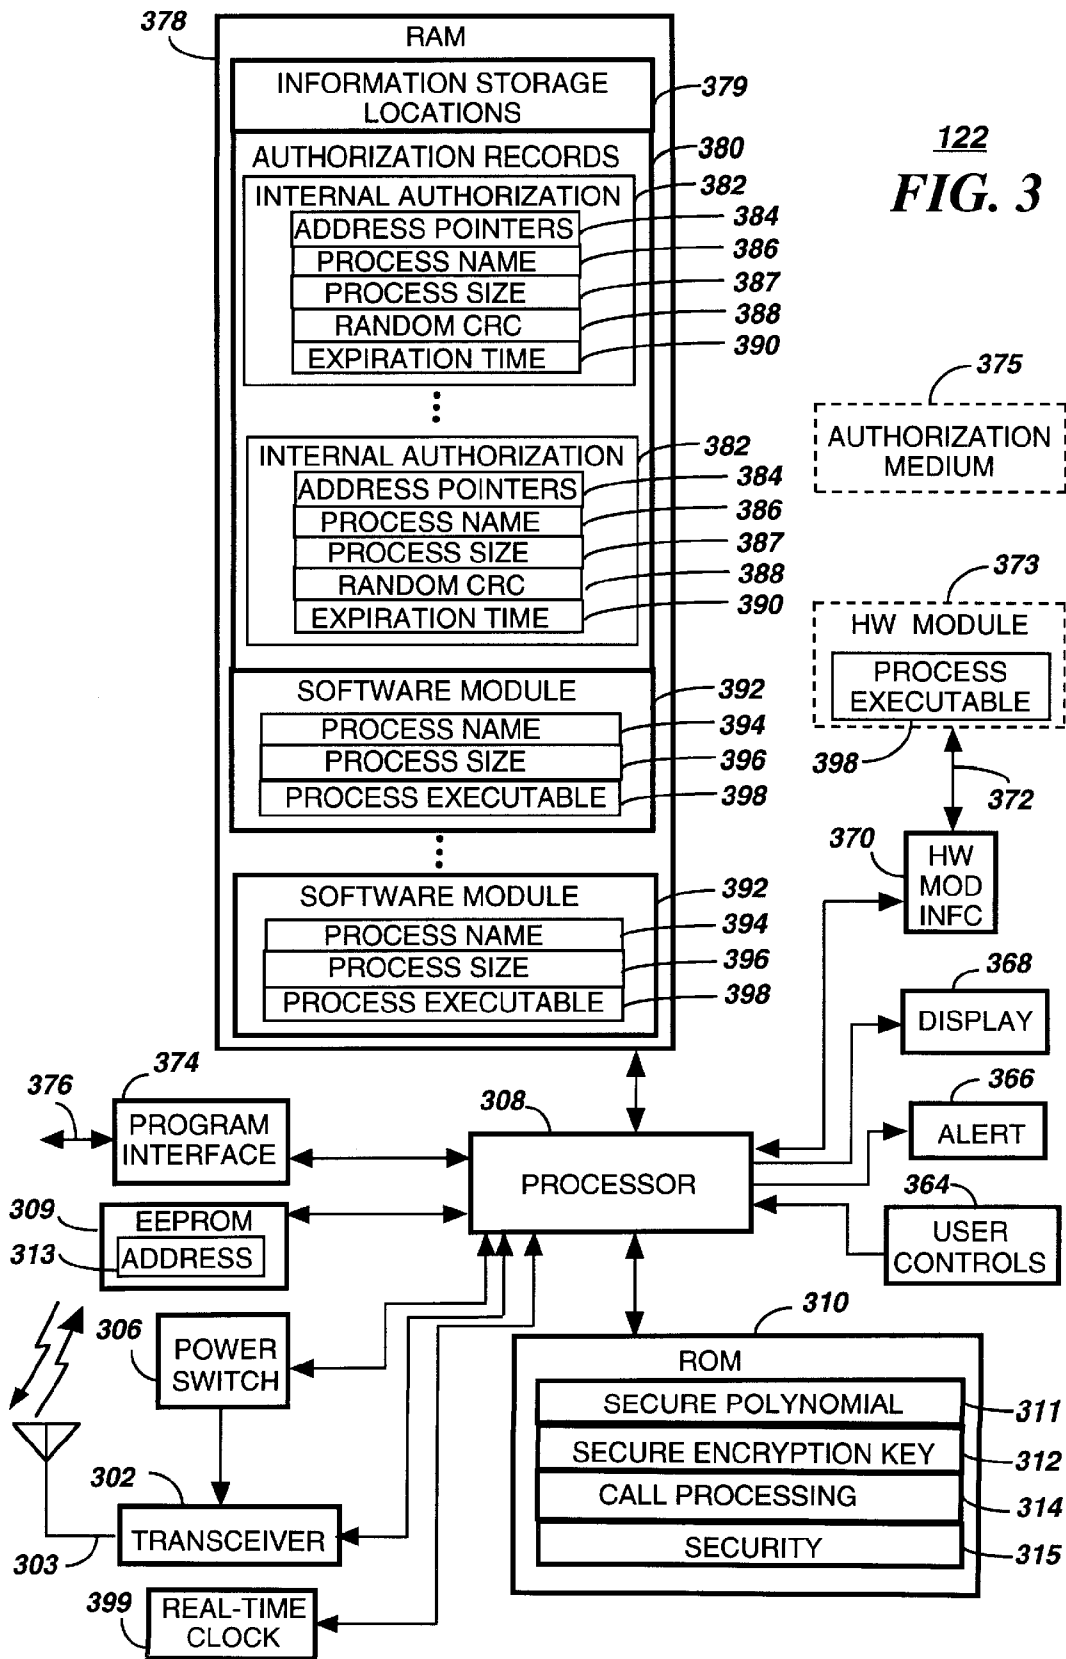 378
RAM
INFORMATION STORAGE
LOCATIONS
379
AUTHORIZATION RECORDS
380
122
FIG. 3
INTERNAL AUTHORIZATION
382
ADDRESS POINTERS
384
PROCESS NAME
386
PROCESS SIZE
387
RANDOM CRC
388
EXPIRATION TIME
390
375
AUTHORIZATION
MEDIUM
INTERNAL AUTHORIZATION
382
ADDRESS POINTERS
384
PROCESS NAME
386
PROCESS SIZE
387
RANDOM CRC
388
EXPIRATION TIME
390
373
HW MODULE
PROCESS
EXECUTABLE
398
372
SOFTWARE MODULE
392
PROCESS NAME
394
PROCESS SIZE
396
PROCESS EXECUTABLE
398
370
HW
MOD
INFC
SOFTWARE MODULE
392
PROCESS NAME
394
PROCESS SIZE
396
PROCESS EXECUTABLE
398
368
DISPLAY
374
376
PROGRAM
INTERFACE
308
PROCESSOR
366
ALERT
364
USER
CONTROLS
309
EEPROM
313
ADDRESS
306
POWER
SWITCH
310
ROM
SECURE POLYNOMIAL
311
SECURE ENCRYPTION KEY
312
CALL PROCESSING
314
SECURITY
315
302
TRANSCEIVER
303
399
REAL-TIME
CLOCK